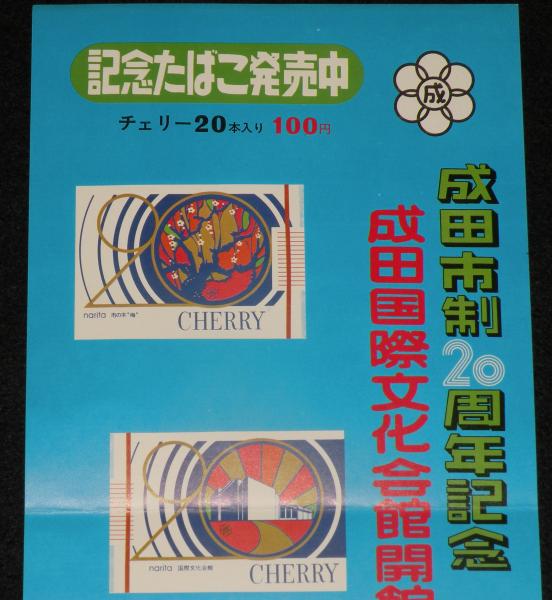 記念たばこ発売中
チェリー20本入り 100円
成
成田市制20周年記念
成田国際文化会館開館
20
narita 市の木"梅"
CHERRY
20
narita 国際文化会館
CHERRY